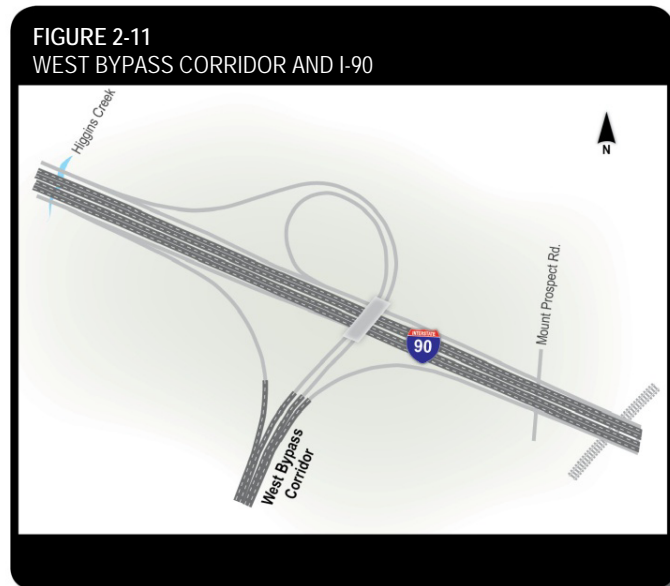 FIGURE 2-11
WEST BYPASS CORRIDOR AND I-90
Higgins Creek
N
Mount Prospect Rd.
INTERSTATE
90
West Bypass
Corridor